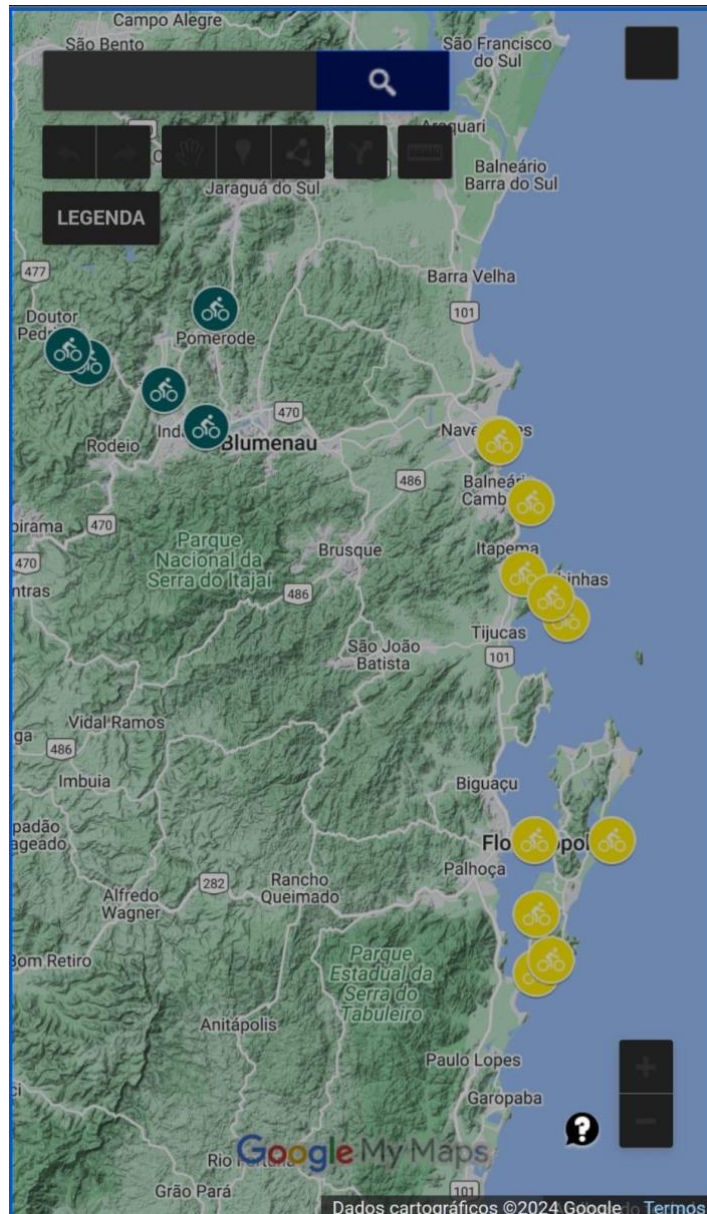 Campo Alegre
São Bento
São Francisco
do Sul
Araquari
Balneário
Barra do Sul
Jaraguá do Sul
LEGENDA
477
Barra Velha
101
Doutor
Pomerode
470
Blumenau
Rodeio
486
470
Parque
Nacional da
Serra do Itajaí
Brusque
Itapema
470
486
Tijucas
São João
Batista
101
Vidal Ramos
486
Imbuia
Biguaçu
Palhoça
282
Rancho
Queimado
Alfredo
Wagner
Bom Retiro
Parque
Estadual da
Serra do
Tabuleiro
Anitápolis
Paulo Lopes
Garopaba
?
Google My Maps
Rio
Grão Pará
101
Dados cartográficos ©2024 Google Termos